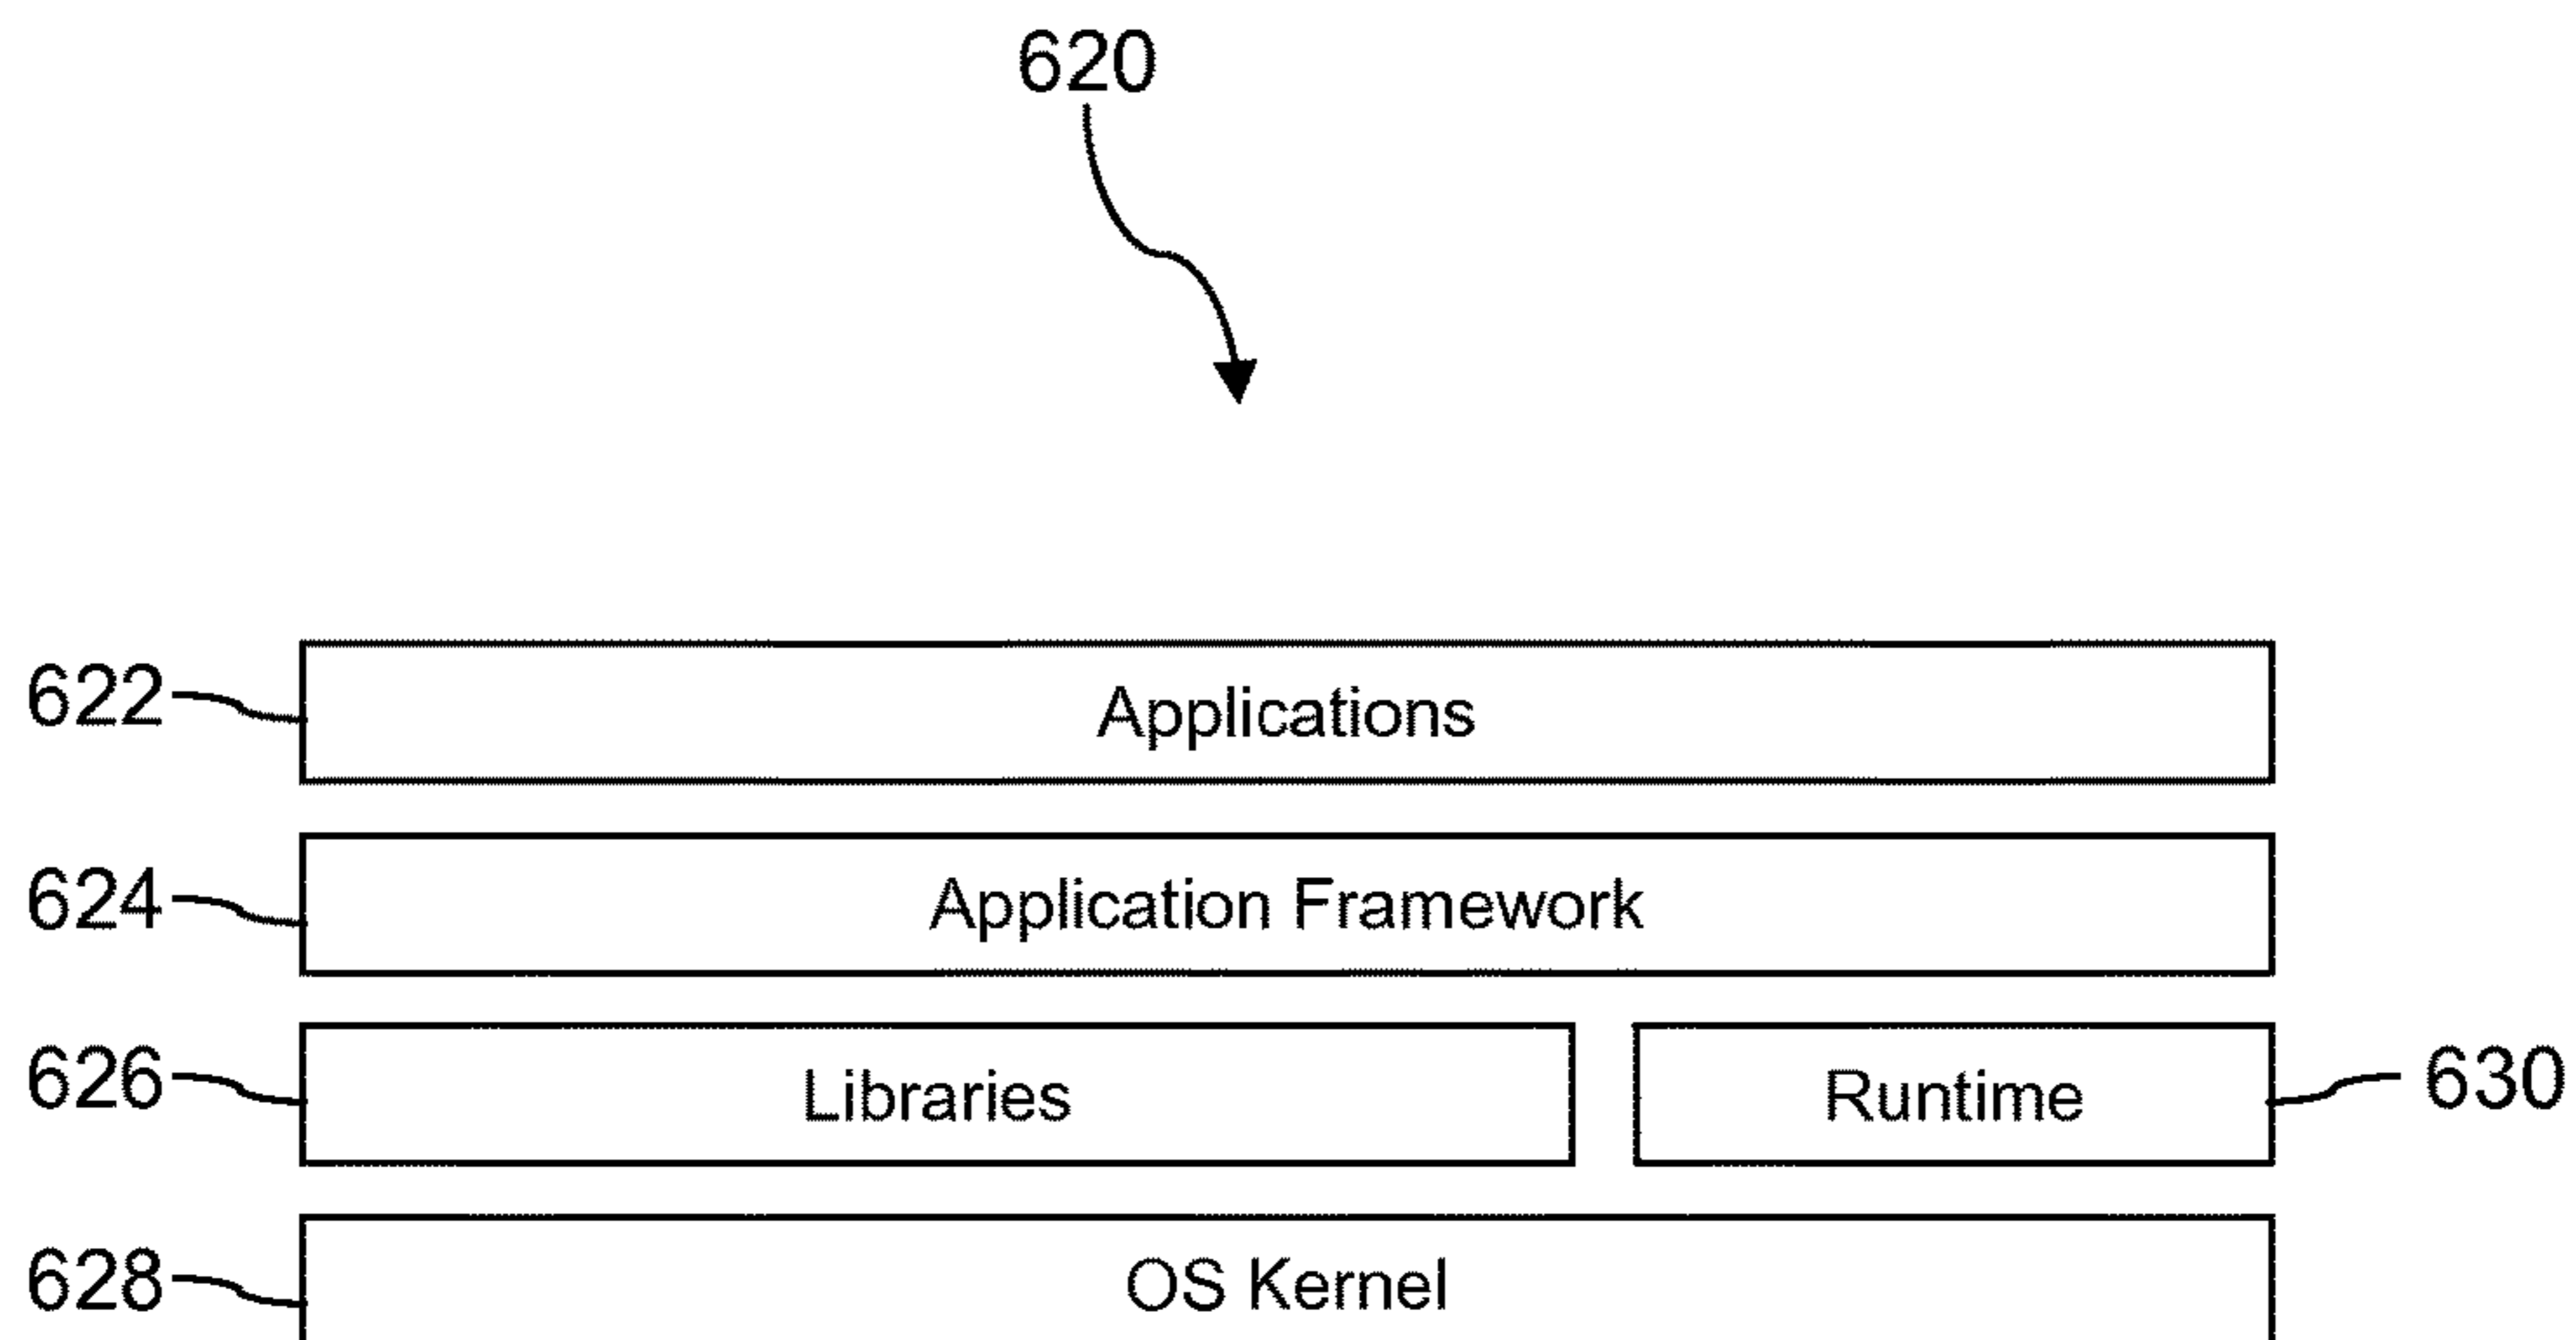 620
622 Applications
624 Application Framework
626 Libraries Runtime 630
628 OS Kernel